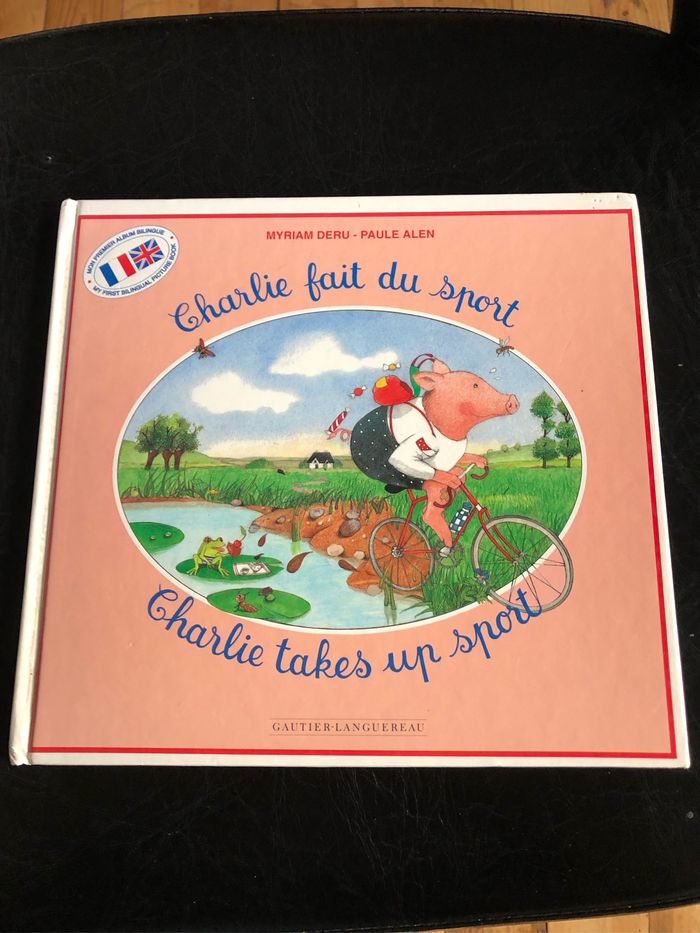 MYRIAM DERU - PAULE ALEN
MON PREMIER ALBUM BILINGUE
MY FIRST BILINGUAL PICTURE BOOK
Charlie fait du sport
Charlie takes up sport
GAUTIER-LANGUEREAU